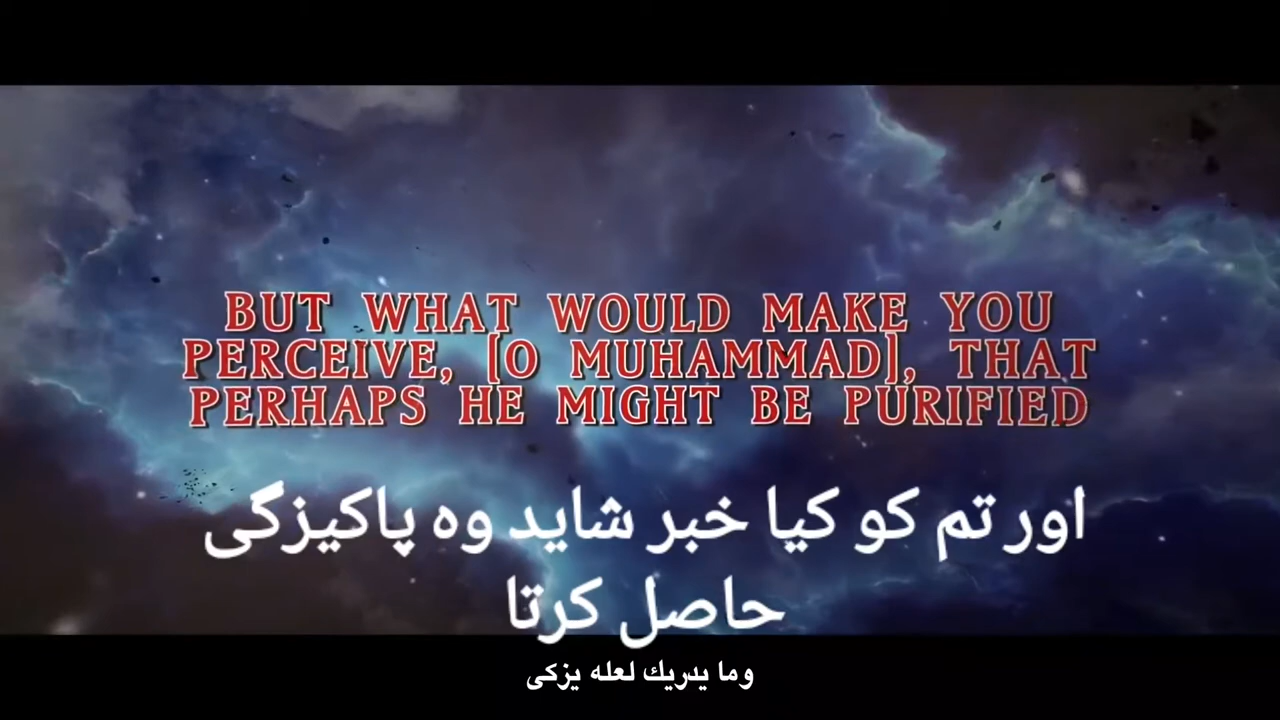 BUT WHAT WOULD MAKE YOU
PERCEIVE, [O MUHAMMAD], THAT
PERHAPS HE MIGHT BE PURIFIED
اور تم کو کیا خبر شاید وہ پاکیزگی
حاصل کرتا
وما يدريك لعله يزكى